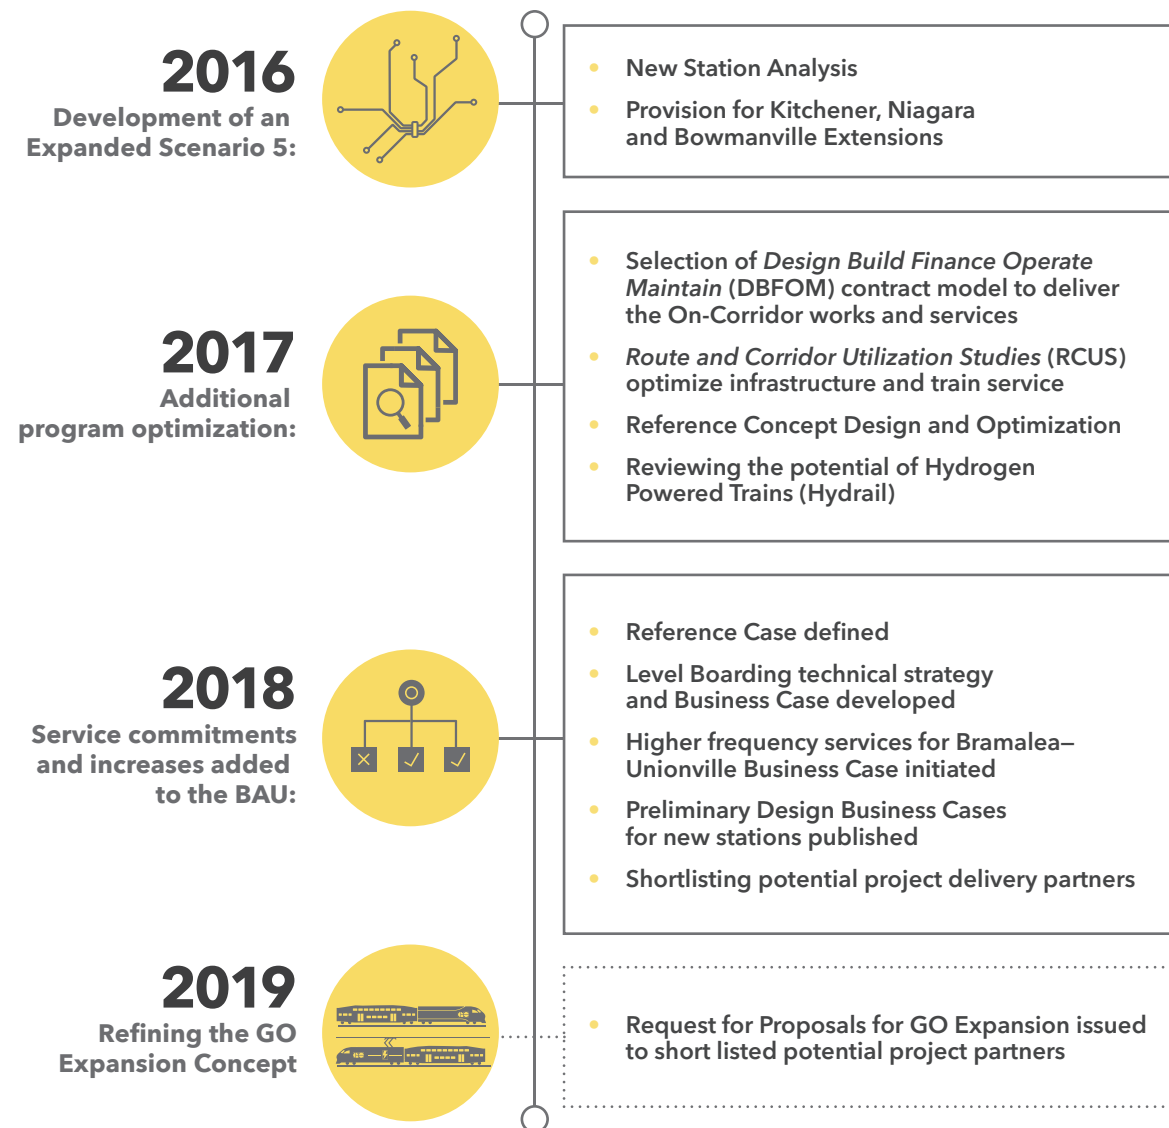 2016
Development of an
Expanded Scenario 5:
• New Station Analysis
• Provision for Kitchener, Niagara
and Bowmanville Extensions
2017
Additional
program optimization:
• Selection of Design Build Finance Operate
Maintain (DBFOM) contract model to deliver
the On-Corridor works and services
• Route and Corridor Utilization Studies (RCUS)
optimize infrastructure and train service
• Reference Concept Design and Optimization
• Reviewing the potential of Hydrogen
Powered Trains (Hydrail)
2018
Service commitments
and increases added
to the BAU:
• Reference Case defined
• Level Boarding technical strategy
and Business Case developed
• Higher frequency services for Bramalea–
Unionville Business Case initiated
• Preliminary Design Business Cases
for new stations published
• Shortlisting potential project delivery partners
2019
Refining the GO
Expansion Concept
• Request for Proposals for GO Expansion issued
to short listed potential project partners